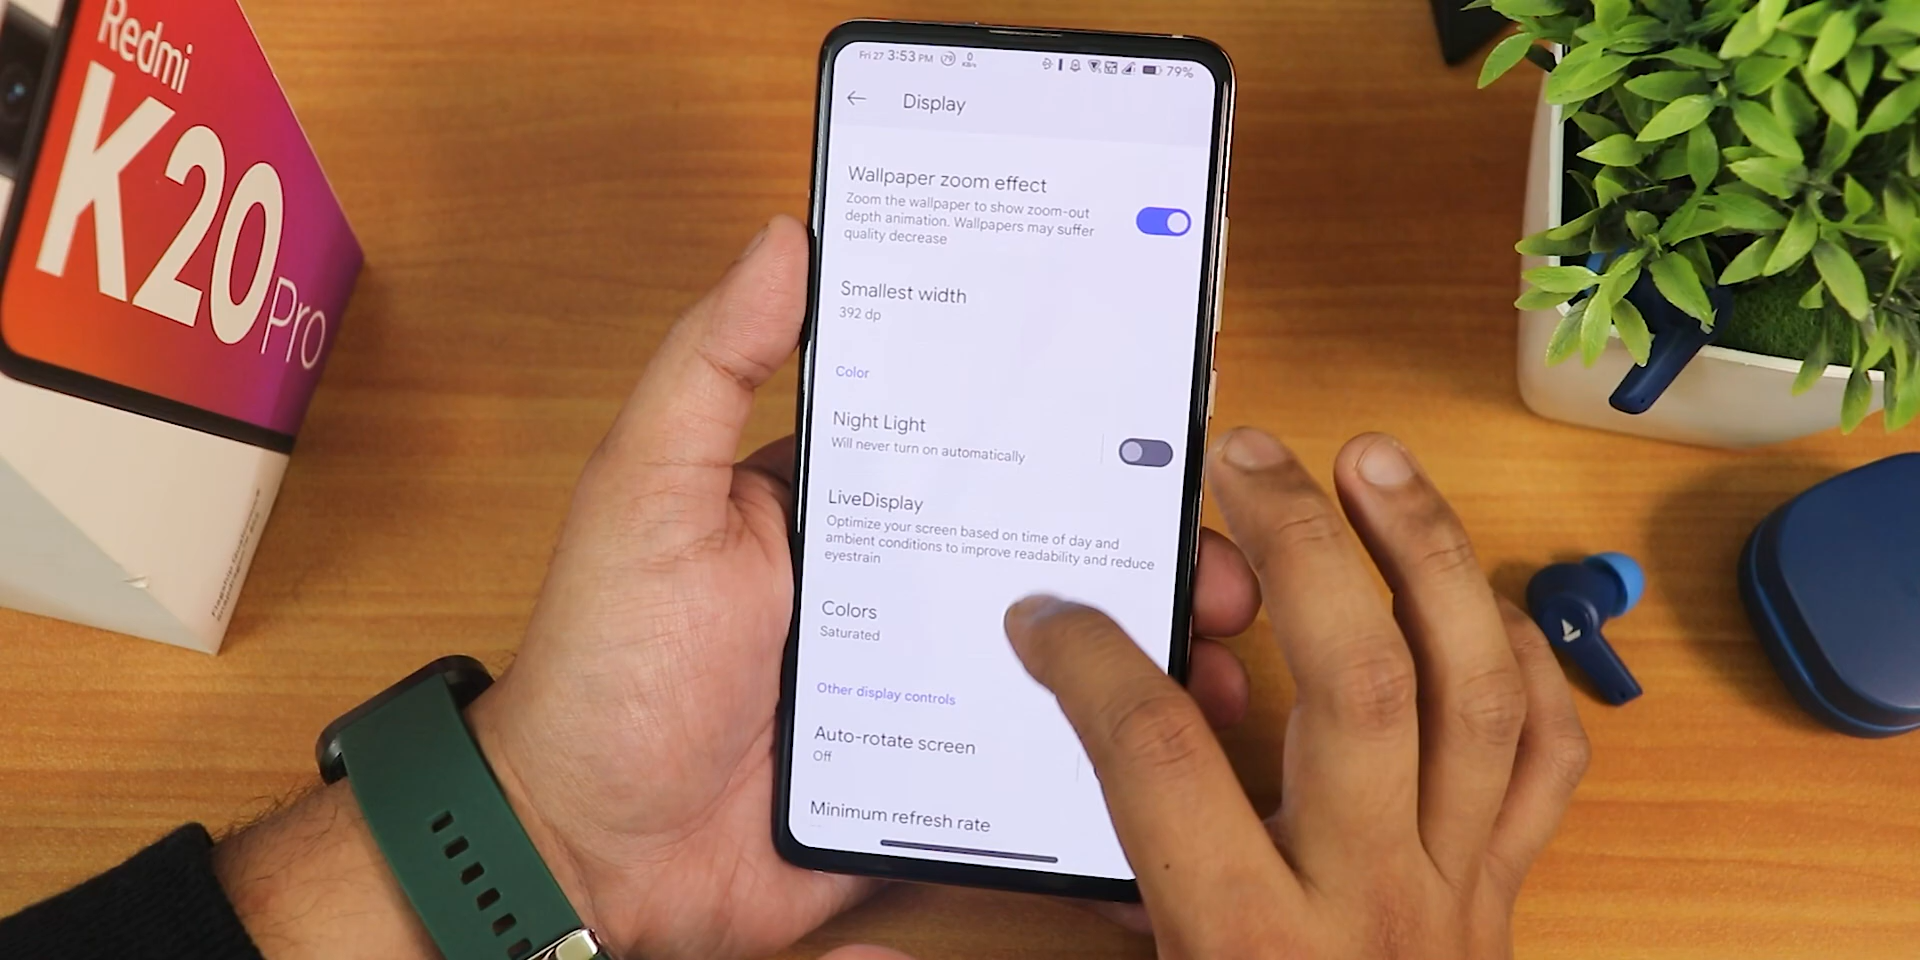 Redmi
K20
Pro
Fri 27 3:53 PM
79%
Display
Wallpaper zoom effect
Zoom the wallpaper to show zoom-out
depth animation. Wallpapers may suffer
quality decrease
Smallest width
392 dp
Color
Night Light
Will never turn on automatically
LiveDisplay
Optimize your screen based on time of day and
ambient conditions to improve readability and reduce
eyestrain
Colors
Saturated
Other display controls
Auto-rotate screen
Off
Minimum refresh rate